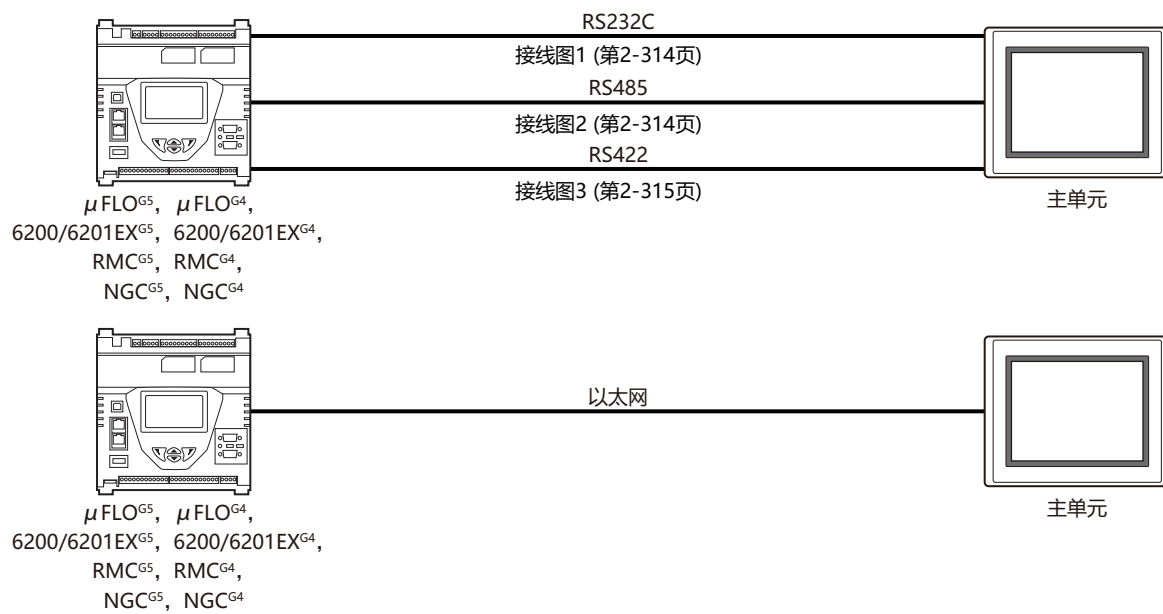 RS232C
接线图1 (第2-314页)
RS485
接线图2 (第2-314页)
RS422
接线图3 (第2-315页)
主单元
μFLOG5，μFLOG4，
6200/6201EXG5，6200/6201EXG4，
RMCG5，RMCG4，
NGCG5，NGCG4
以太网
主单元
μFLOG5，μFLOG4，
6200/6201EXG5，6200/6201EXG4，
RMCG5，RMCG4，
NGCG5，NGCG4